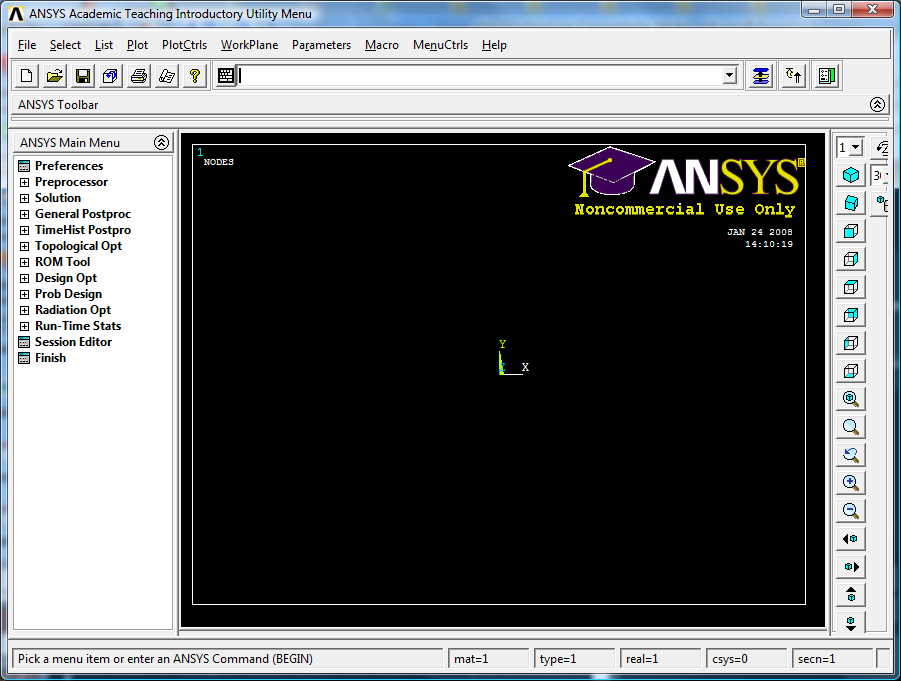 ANSYS Academic Teaching Introductory Utility Menu
File Select List Plot PlotCtrls WorkPlane Parameters Macro MenuCtrls Help
ANSYS Toolbar
ANSYS Main Menu
Preferences
Preprocessor
Solution
General Postproc
TimeHist Postpro
Topological Opt
ROM Tool
Design Opt
Prob Design
Radiation Opt
Run-Time Stats
Session Editor
Finish
1
NODES
ANSYS®
Noncommercial Use Only
JAN 24 2008
14:10:19
Y
X
1
Pick a menu item or enter an ANSYS Command (BEGIN) mat=1 type=1 real=1 csys=0 secn=1